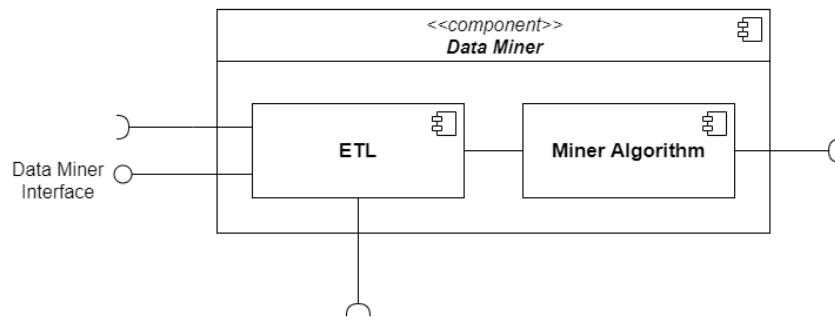 <<component>>
Data Miner
ETL
Miner Algorithm
Data Miner
Interface